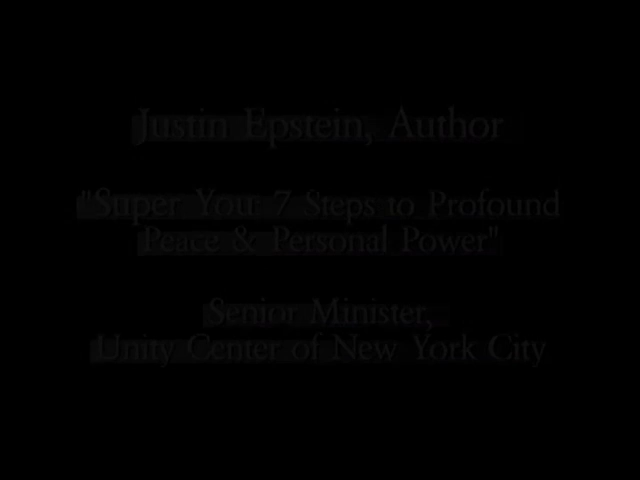 Justin Epstein, Author
"Super You: 7 Steps to Profound
Peace & Personal Power"
Senior Minister,
Unity Center of New York City